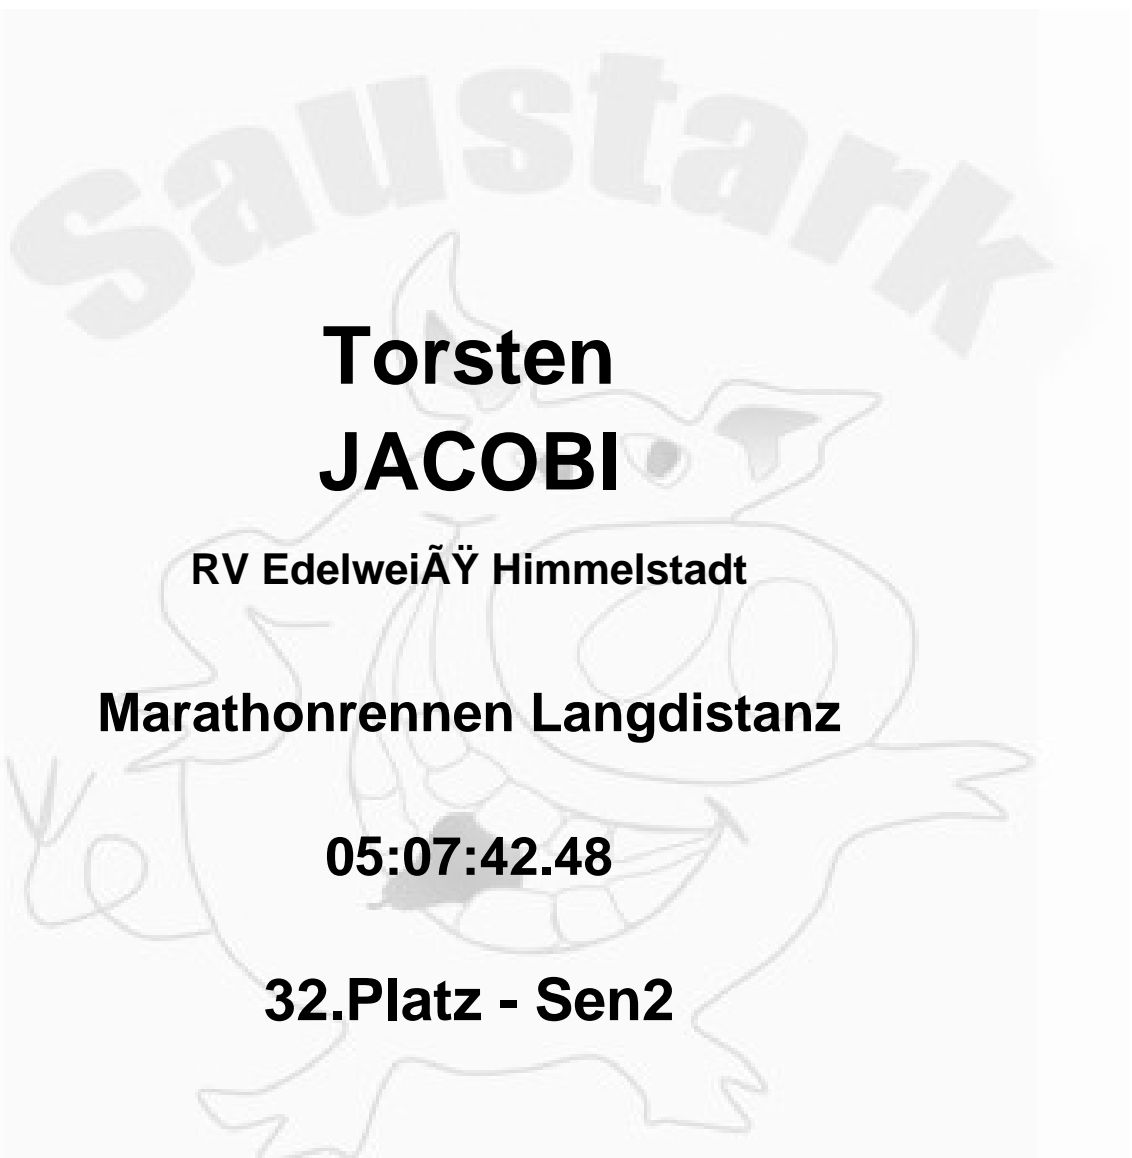 Saustark
Torsten
JACOBI
RV EdelweiÃŸ Himmelstadt
Marathonrennen Langdistanz
05:07:42.48
32.Platz - Sen2